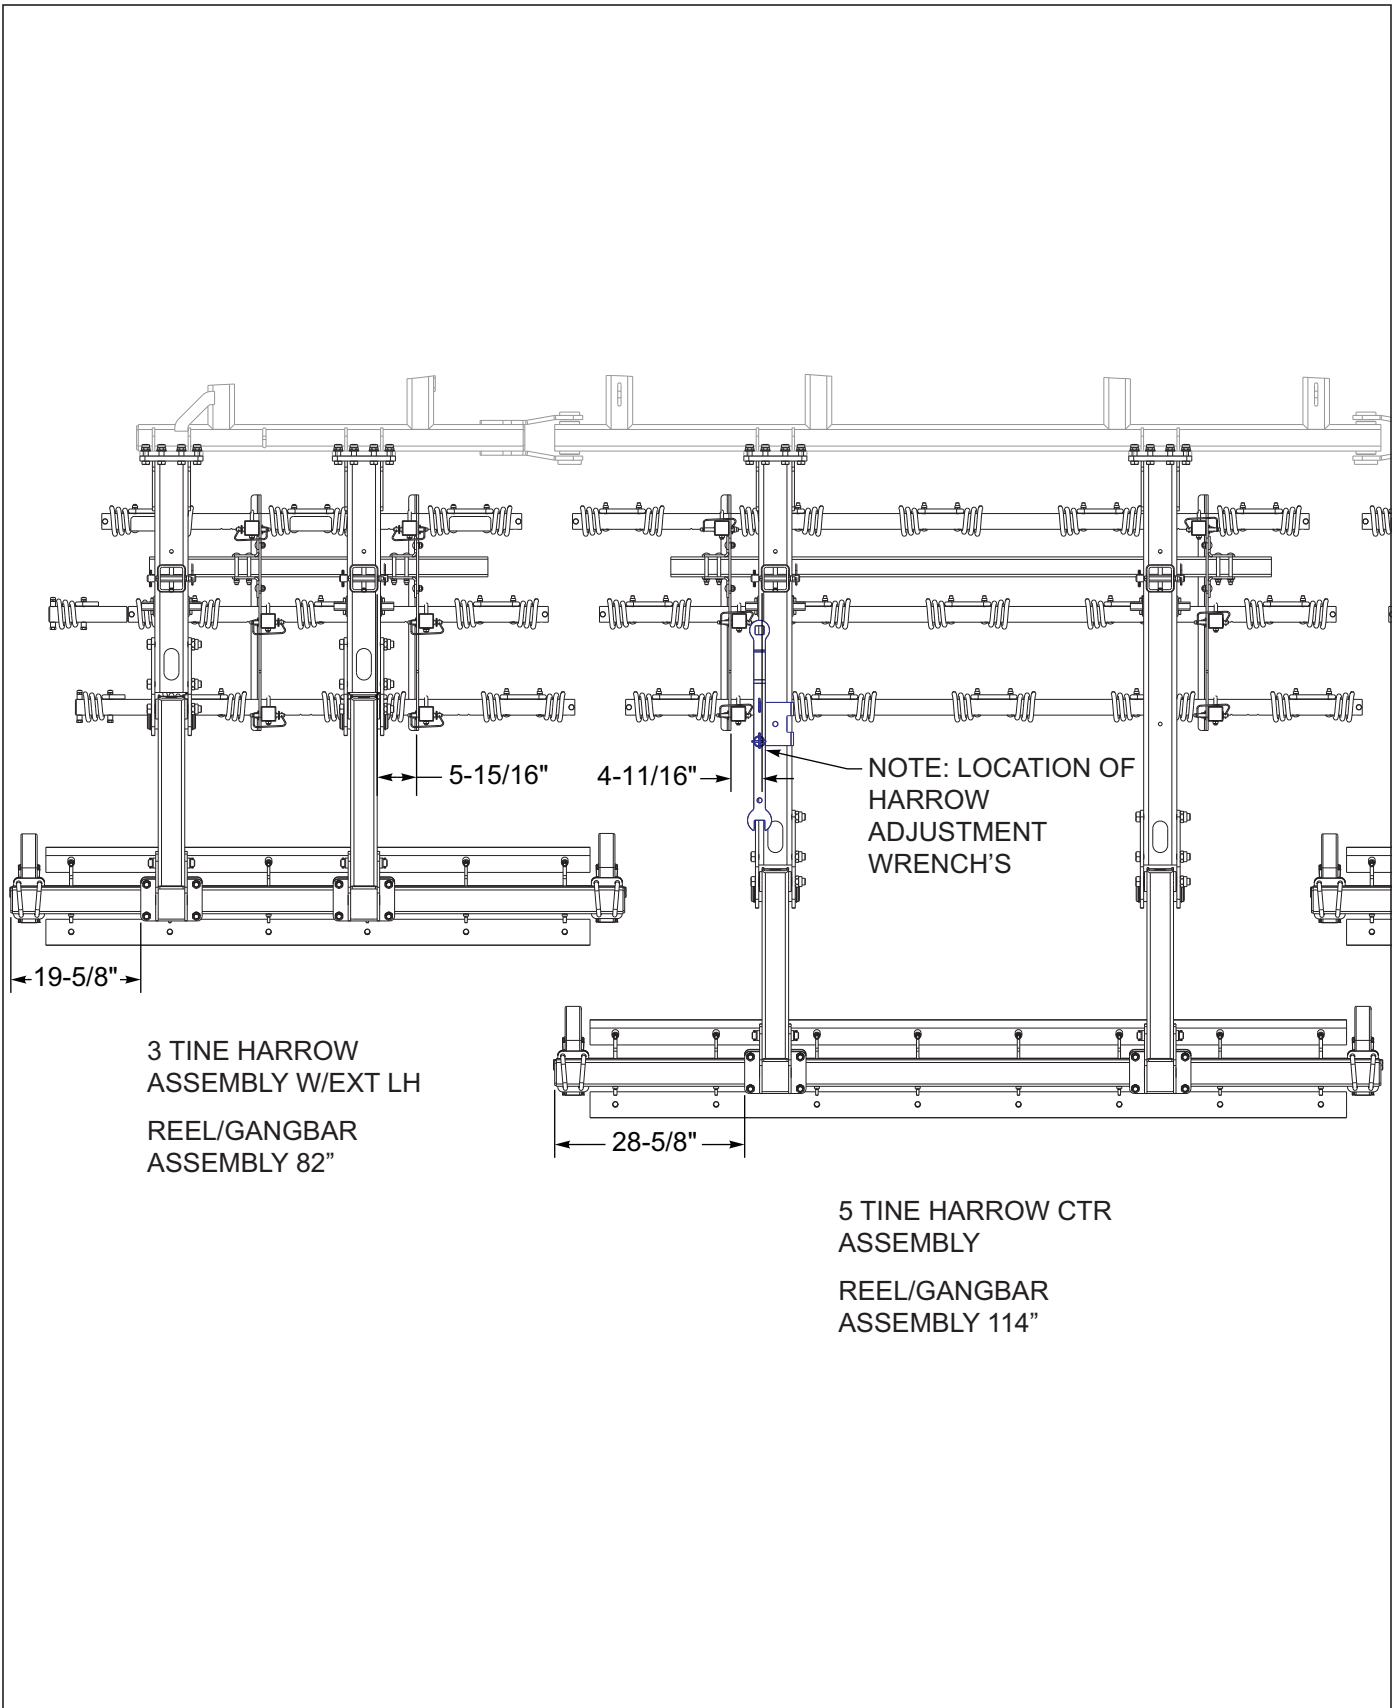 5-15/16"
4-11/16"
NOTE: LOCATION OF
HARROW
ADJUSTMENT
WRENCH'S
19-5/8"
3 TINE HARROW
ASSEMBLY W/EXT LH
REEL/GANGBAR
ASSEMBLY 82”
28-5/8"
5 TINE HARROW CTR
ASSEMBLY
REEL/GANGBAR
ASSEMBLY 114”